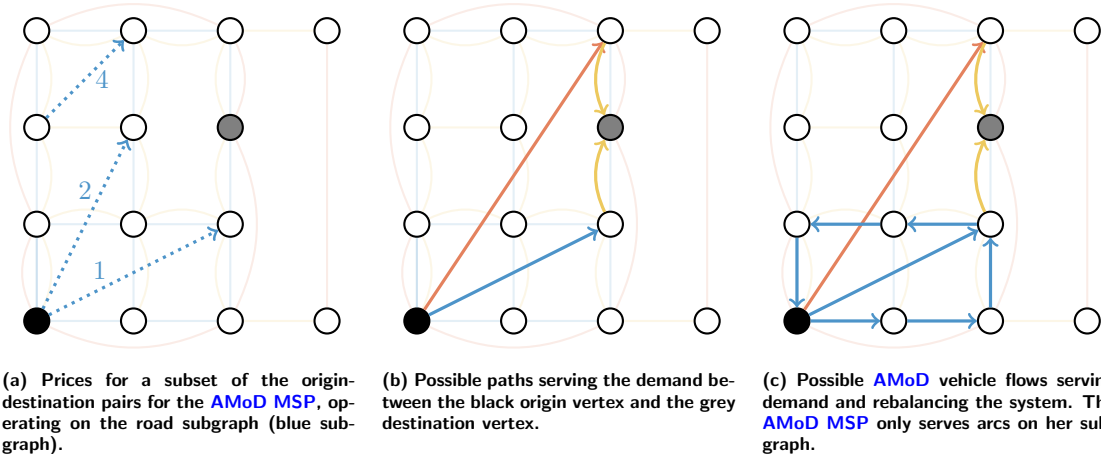 4
2
1
(a) Prices for a subset of the origin-
destination pairs for the AMoD MSP, op-
erating on the road subgraph (blue sub-
graph).
(b) Possible paths serving the demand be-
tween the black origin vertex and the grey
destination vertex.
(c) Possible AMoD vehicle flows servin
demand and rebalancing the system. Th
AMoD MSP only serves arcs on her sub
graph.